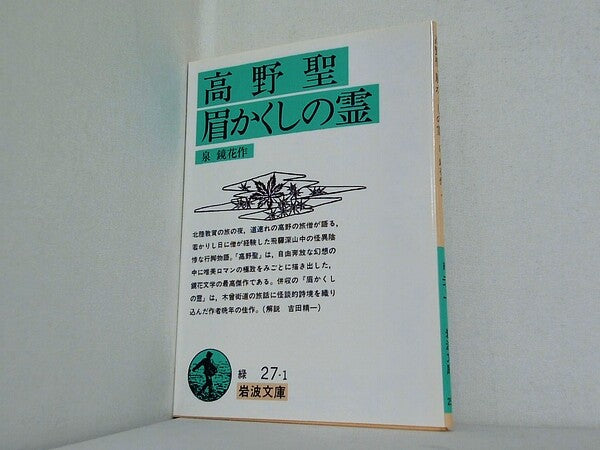 高野聖
眉かくしの霊
泉 鏡花作
北陸敦賀の旅の夜，道連れの高野の旅僧が語る，
若かりし日に僧が経験した飛驒深山中の怪異陰
惨な行脚物語。「高野聖」は，自由奔放な幻想の
中に唯美ロマンの極致をみごとに描き出した，
鏡花文学の最高傑作である。併収の「眉かくし
の霊」は，木曾街道の旅話に怪談的詩境を織り
込んだ作者晩年の佳作。（解説 吉田精一）
緑 27-1
岩波文庫